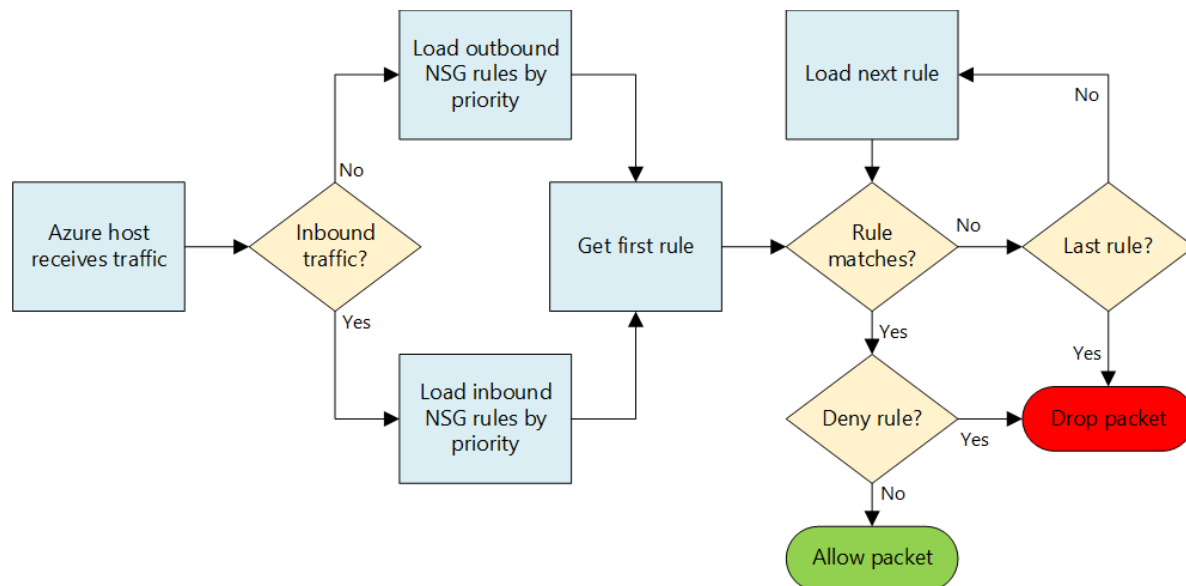 Load outbound
NSG rules by
priority
Load next rule
No
No
Azure host
receives traffic
Inbound
traffic?
Get first rule
Rule
matches?
No
Last rule?
Yes
Yes
Yes
Load inbound
NSG rules by
priority
Deny rule?
Yes
Drop packet
No
Allow packet